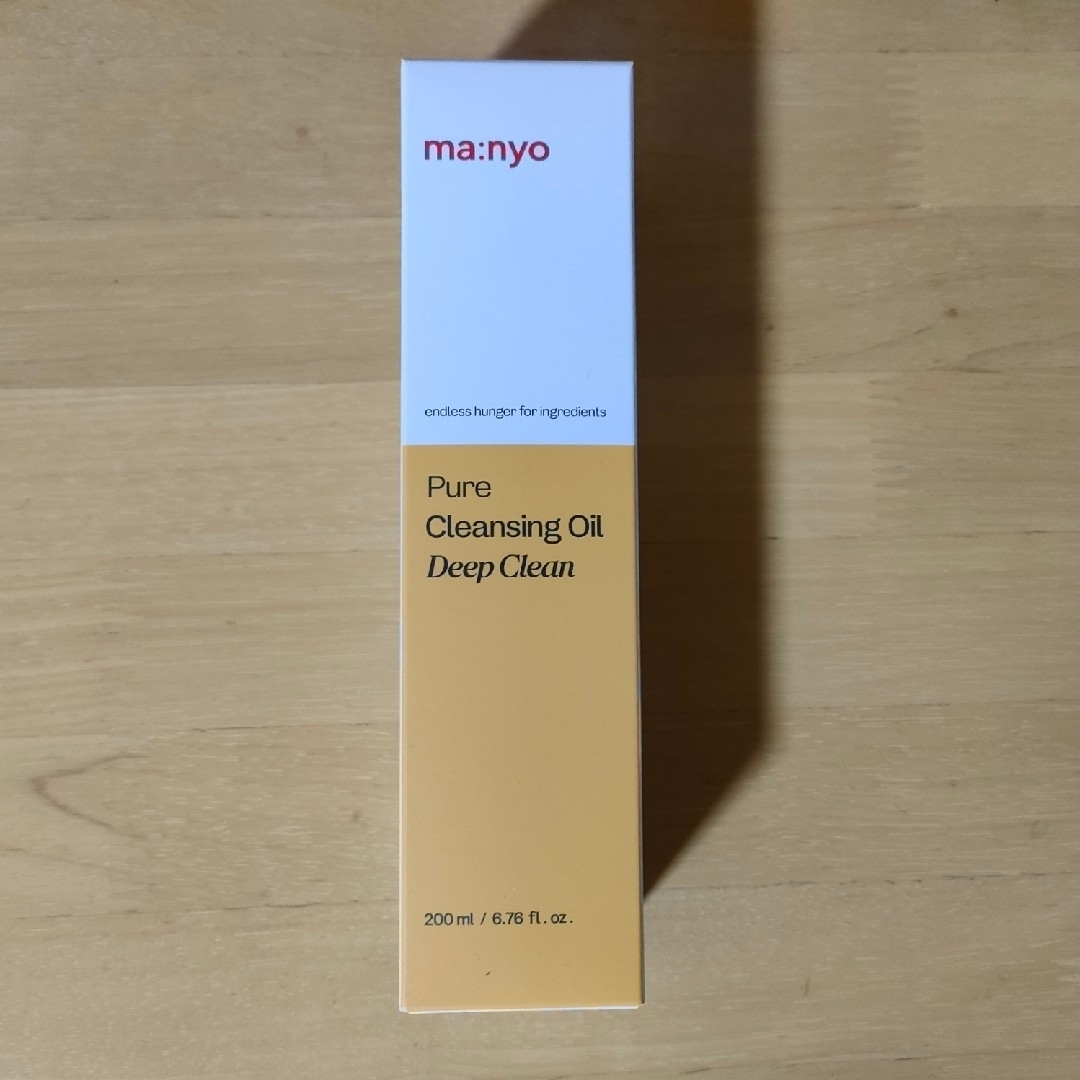 ma:nyo
endless hunger for ingredients
Pure
Cleansing Oil
Deep Clean
200 ml / 6.76 fl. oz.